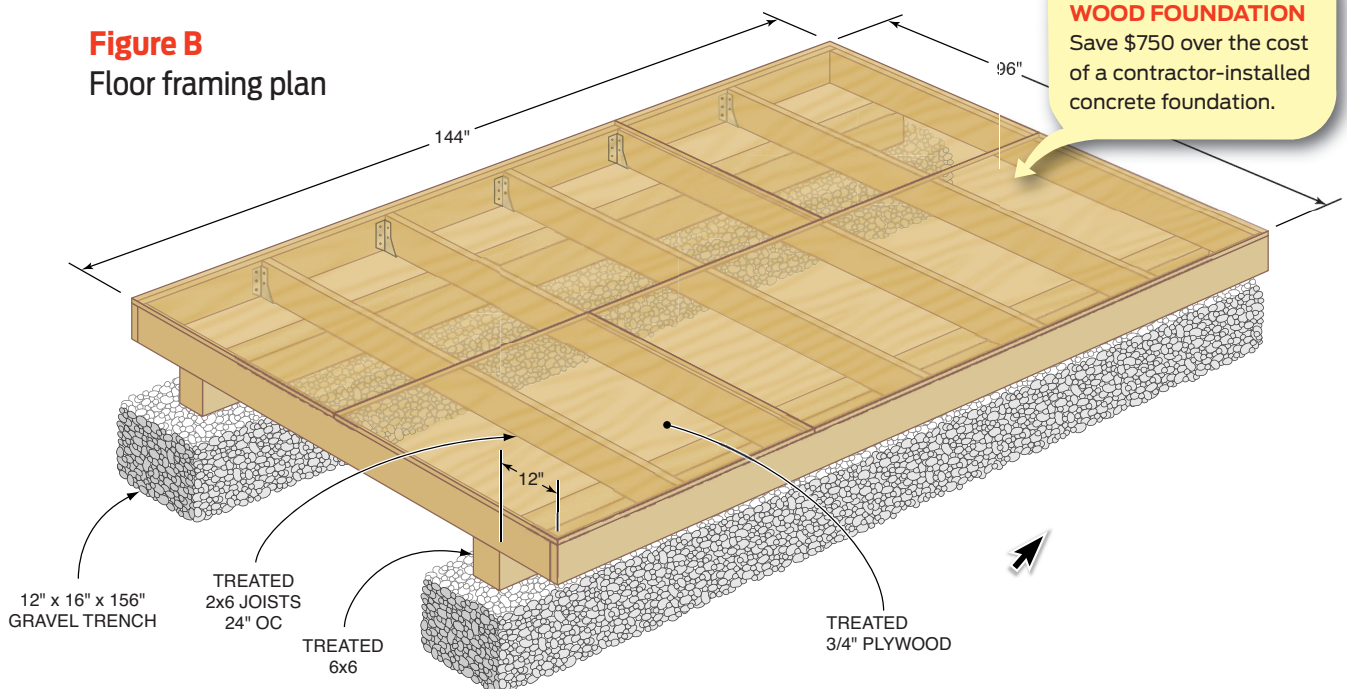 Figure B
Floor framing plan
WOOD FOUNDATION
Save $750 over the cost
of a contractor-installed
concrete foundation.
96"
144"
12"
12" x 16" x 156"
GRAVEL TRENCH
TREATED
2x6 JOISTS
24" OC
TREATED
6x6
TREATED
3/4" PLYWOOD